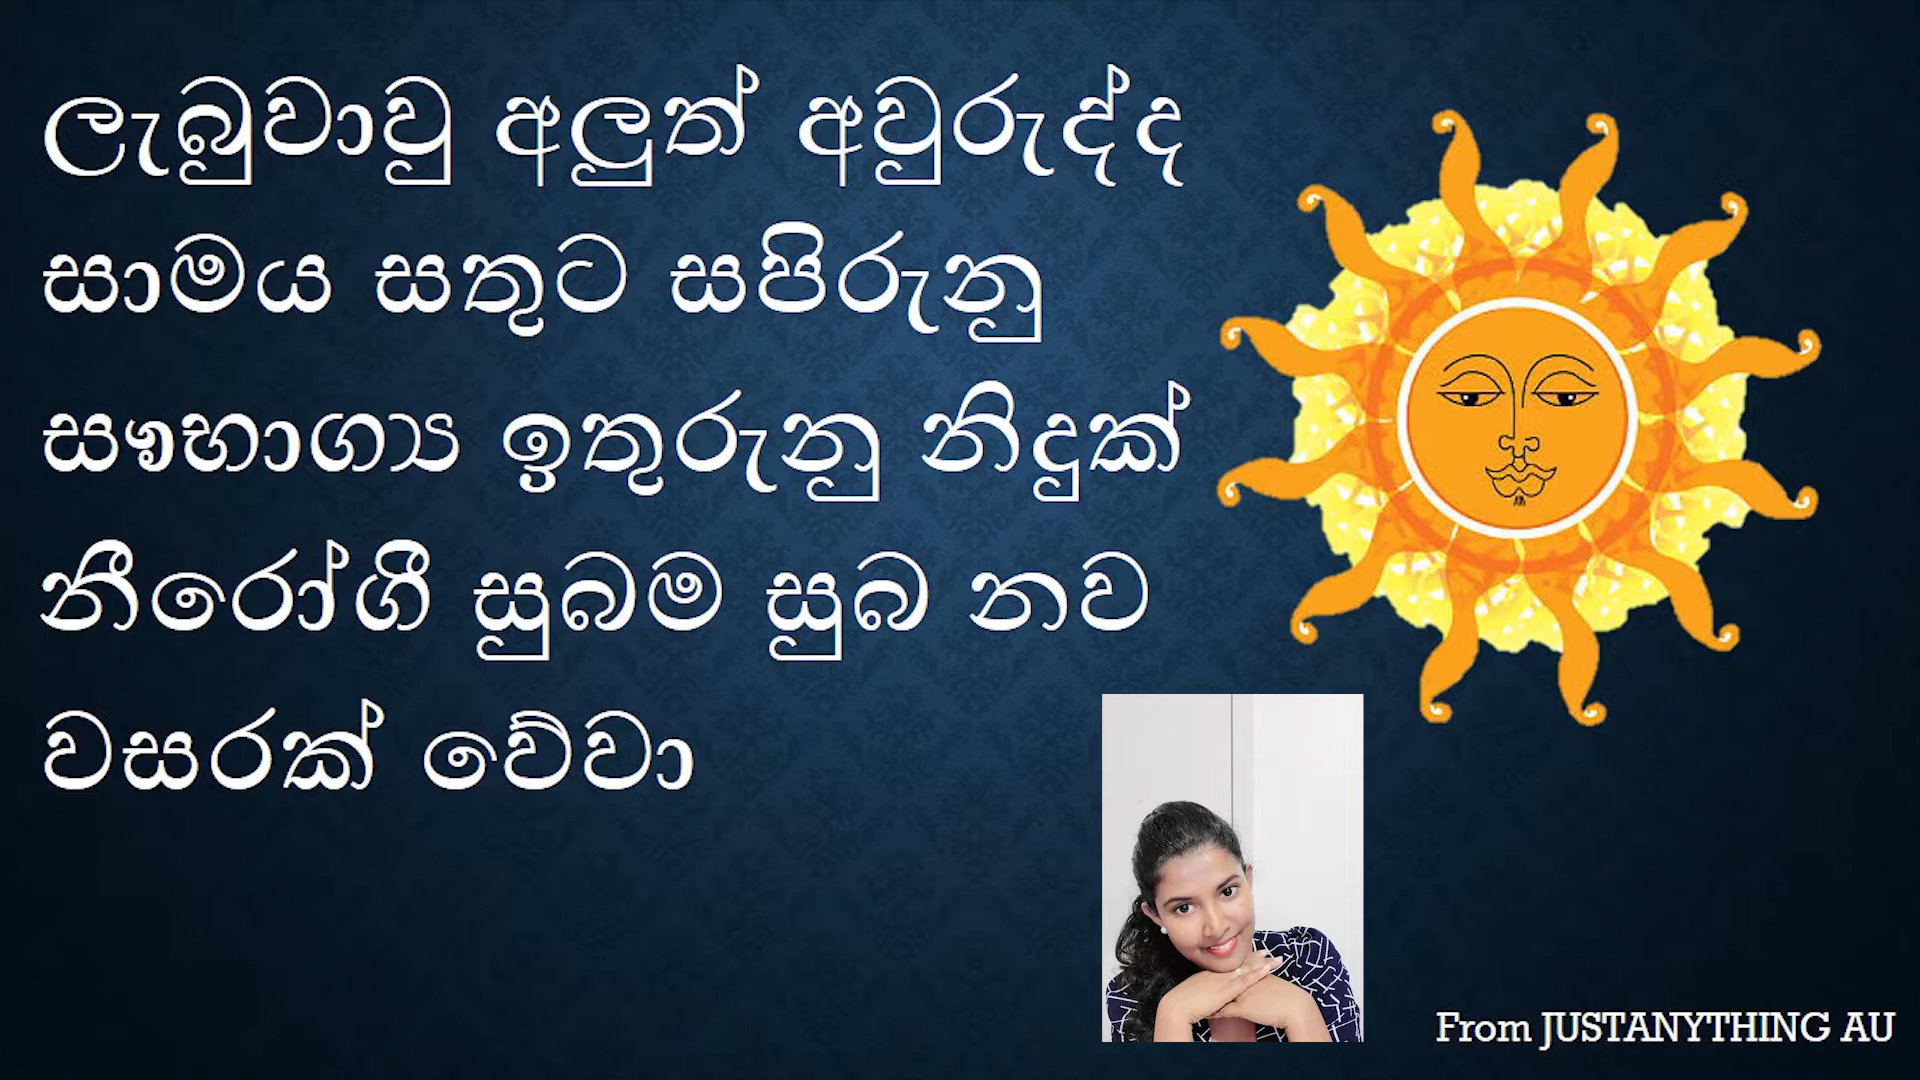 ලැබුවාවු අලුත් අවුරුද්ද
සාමය සතුට සපිරුනු
සෞභාග්‍ය ඉතුරුනු නිදුක්
නීරෝගී සුබම සුබ නව
වසරක් වේවා
From JUSTANYTHING AU